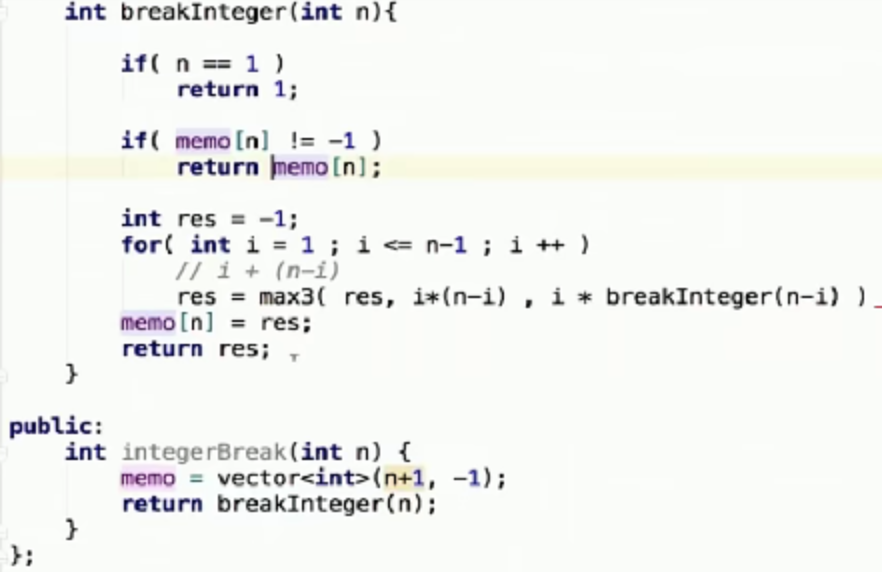 int breakInteger(int n){
if( n == 1 )
return 1;
if( memo[n] != -1 )
return memo[n];
int res = -1;
for( int i = 1 ; i <= n-1 ; i ++ )
// i + (n-i)
res = max3( res, i*(n-i) , i * breakInteger(n-i) )
memo[n] = res;
return res;
}
public:
int integerBreak(int n) {
memo = vector<int>(n+1, -1);
return breakInteger(n);
}
};